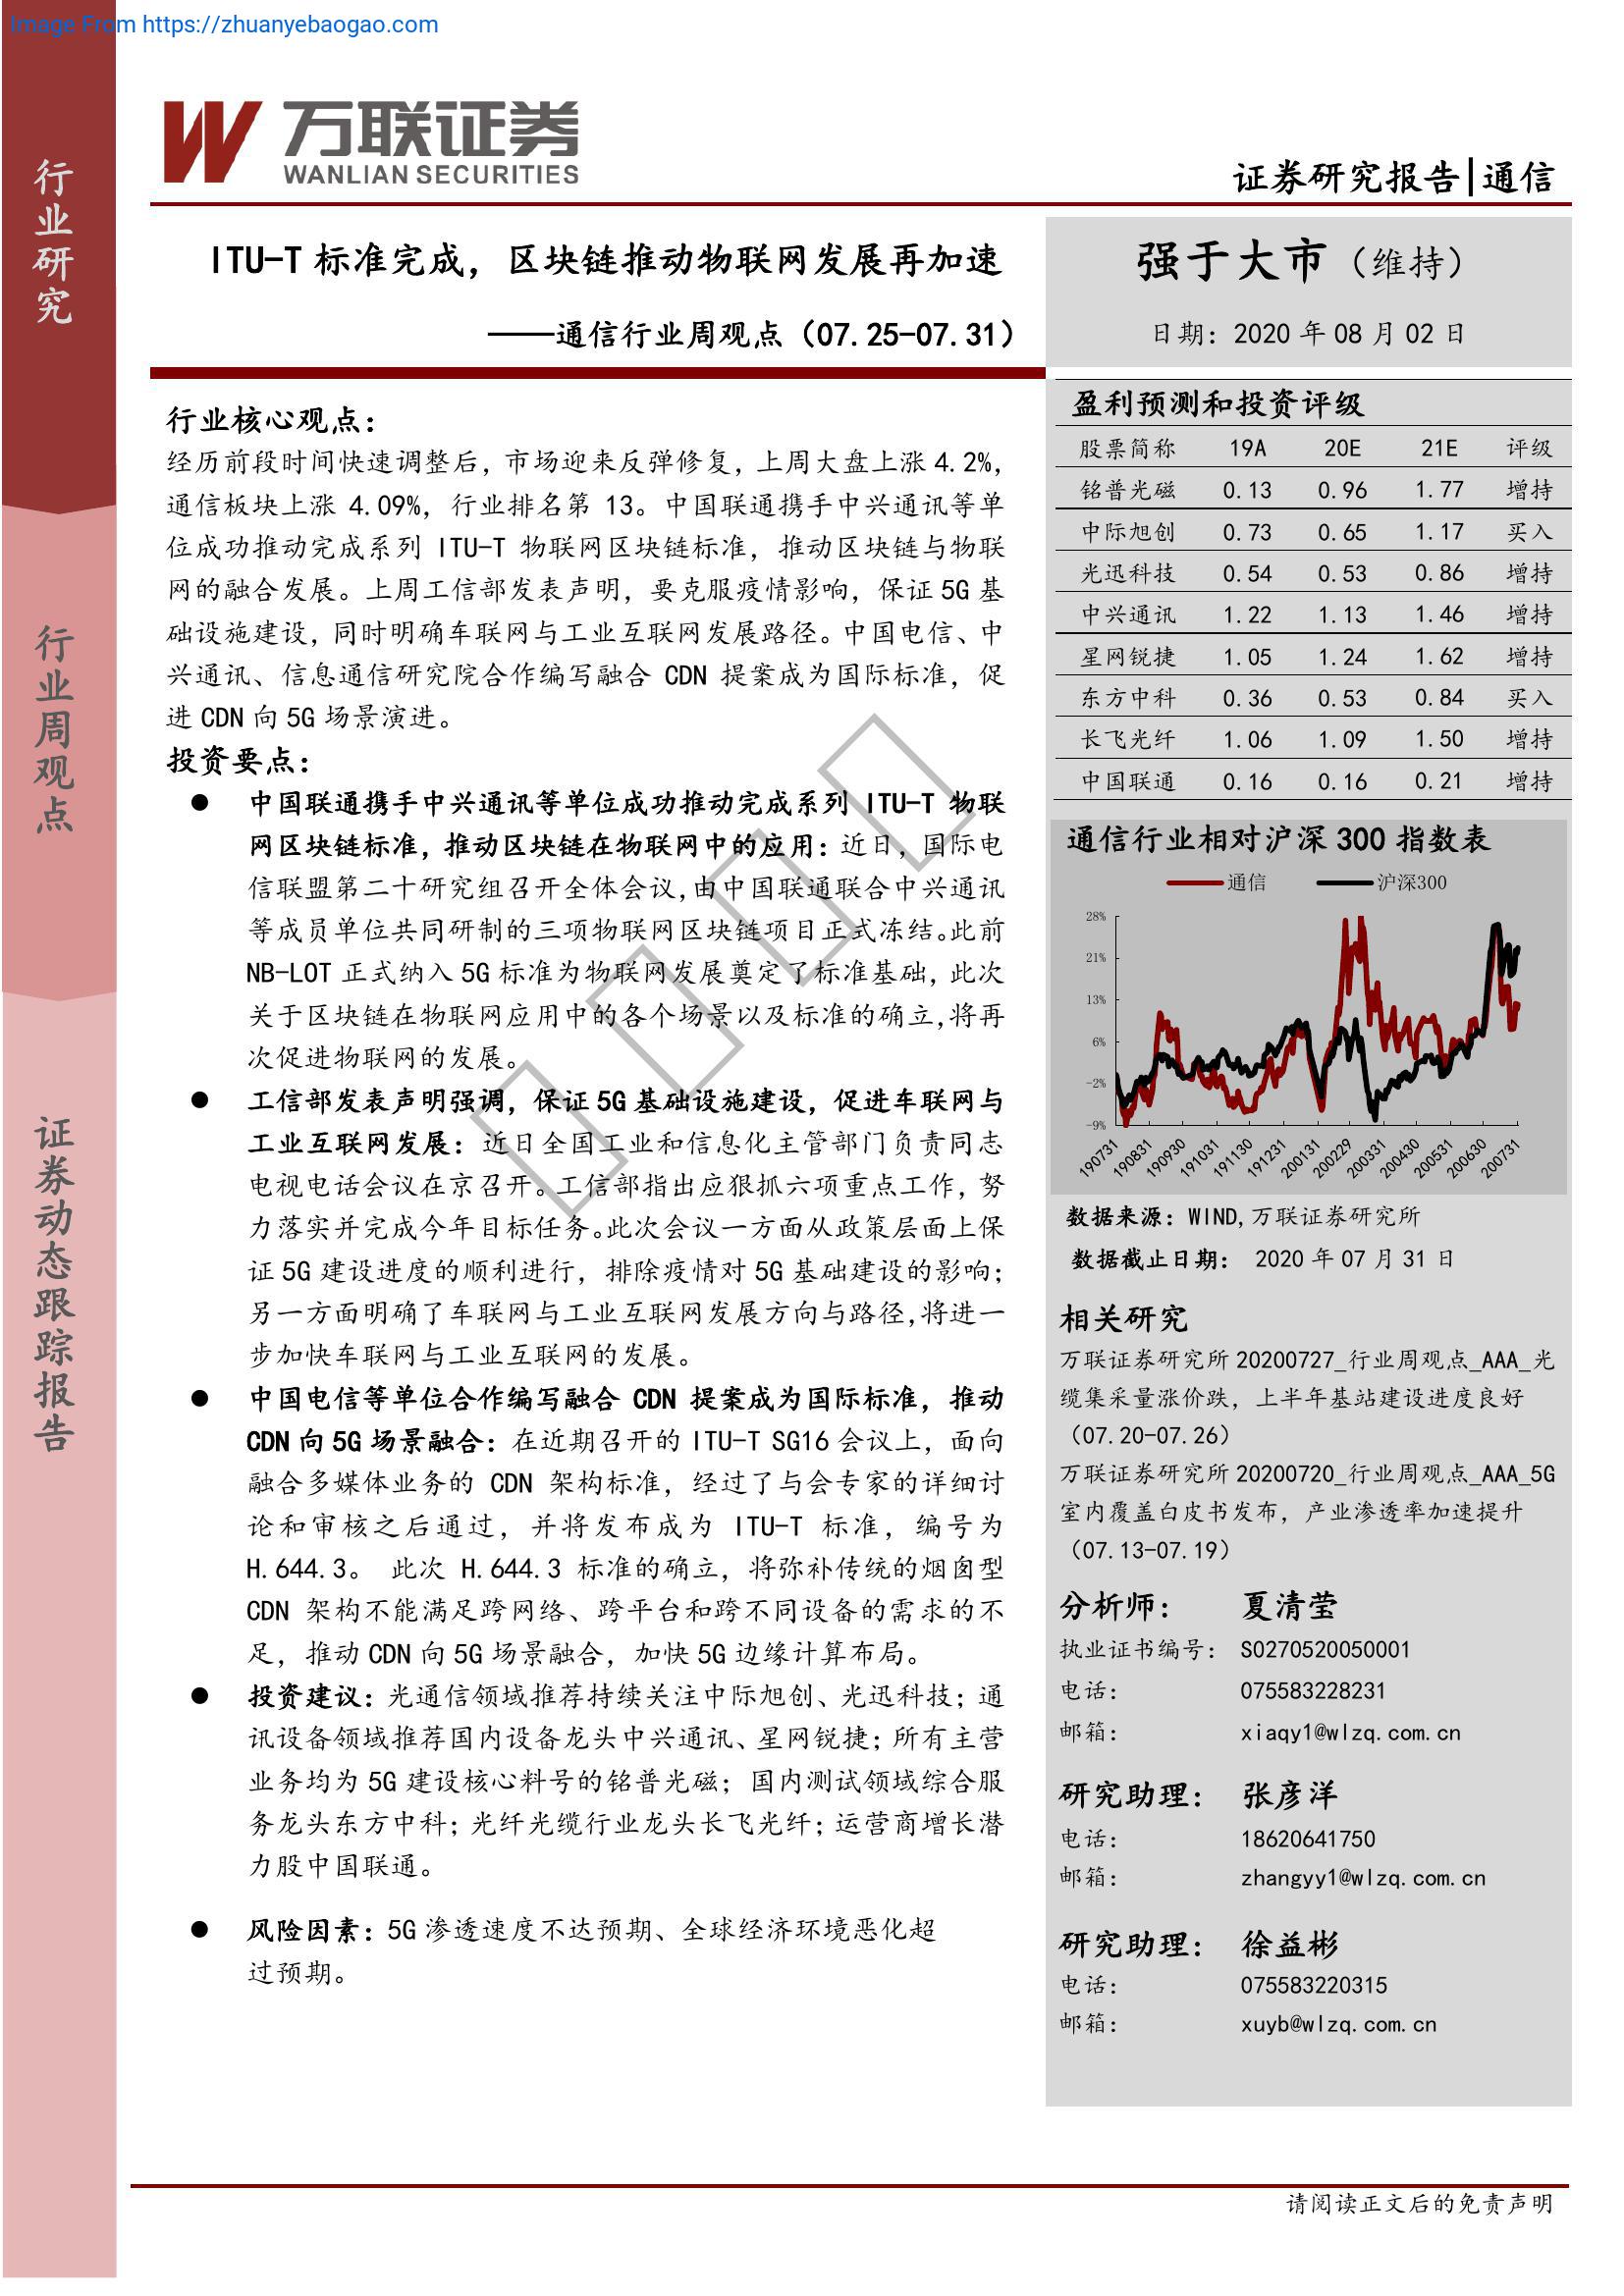 Image From https://zhuanyebaogao.com
万联证券
WANLIAN SECURITIES
证券研究报告|通信
行业研究
行业周观点
证券动态跟踪报告
ITU-T 标准完成，区块链推动物联网发展再加速
——通信行业周观点（07.25-07.31）
强于大市（维持）
日期：2020 年 08 月 02 日
行业核心观点：
经历前段时间快速调整后，市场迎来反弹修复，上周大盘上涨 4.2%，
通信板块上涨 4.09%，行业排名第 13。中国联通携手中兴通讯等单
位成功推动完成系列 ITU-T 物联网区块链标准，推动区块链与物联
网的融合发展。上周工信部发表声明，要克服疫情影响，保证 5G 基
础设施建设，同时明确车联网与工业互联网发展路径。中国电信、中
兴通讯、信息通信研究院合作编写融合 CDN 提案成为国际标准，促
进 CDN 向 5G 场景演进。
投资要点：
● 中国联通携手中兴通讯等单位成功推动完成系列 ITU-T 物联
网区块链标准，推动区块链在物联网中的应用：近日，国际电
信联盟第二十研究组召开全体会议，由中国联通联合中兴通讯
等成员单位共同研制的三项物联网区块链项目正式冻结。此前
NB-LOT 正式纳入 5G 标准为物联网发展奠定了标准基础，此次
关于区块链在物联网应用中的各个场景以及标准的确立，将再
次促进物联网的发展。
● 工信部发表声明强调，保证 5G 基础设施建设，促进车联网与
工业互联网发展：近日全国工业和信息化主管部门负责同志
电视电话会议在京召开。工信部指出应狠抓六项重点工作，努
力落实并完成今年目标任务。此次会议一方面从政策层面上保
证 5G 建设进度的顺利进行，排除疫情对 5G 基础建设的影响；
另一方面明确了车联网与工业互联网发展方向与路径，将进一
步加快车联网与工业互联网的发展。
● 中国电信等单位合作编写融合 CDN 提案成为国际标准，推动
CDN 向 5G 场景融合：在近期召开的 ITU-T SG16 会议上，面向
融合多媒体业务的 CDN 架构标准，经过了与会专家的详细讨
论和审核之后通过，并将发布成为 ITU-T 标准，编号为
H.644.3。 此次 H.644.3 标准的确立，将弥补传统的烟囱型
CDN 架构不能满足跨网络、跨平台和跨不同设备的需求的不
足，推动 CDN 向 5G 场景融合，加快 5G 边缘计算布局。
● 投资建议：光通信领域推荐持续关注中际旭创、光迅科技；通
讯设备领域推荐国内设备龙头中兴通讯、星网锐捷；所有主营
业务均为 5G 建设核心料号的铭普光磁；国内测试领域综合服
务龙头东方中科；光纤光缆行业龙头长飞光纤；运营商增长潜
力股中国联通。
● 风险因素：5G 渗透速度不达预期、全球经济环境恶化超
过预期。
盈利预测和投资评级
股票简称 19A 20E 21E 评级
铭普光磁 0.13 0.96 1.77 增持
中际旭创 0.73 0.65 1.17 买入
光迅科技 0.54 0.53 0.86 增持
中兴通讯 1.22 1.13 1.46 增持
星网锐捷 1.05 1.24 1.62 增持
东方中科 0.36 0.53 0.84 买入
长飞光纤 1.06 1.09 1.50 增持
中国联通 0.16 0.16 0.21 增持
通信行业相对沪深 300 指数表
通信 沪深300
28%
21%
13%
6%
-2%
-9%
190731 190831 190930 191031 191130 191231 200131 200229 200331 200430 200531 200630 200731
数据来源：WIND,万联证券研究所
数据截止日期： 2020 年 07 月 31 日
相关研究
万联证券研究所 20200727_行业周观点_AAA_光
缆集采量涨价跌，上半年基站建设进度良好
（07.20-07.26）
万联证券研究所 20200720_行业周观点_AAA_5G
室内覆盖白皮书发布，产业渗透率加速提升
（07.13-07.19）
分析师： 夏清莹
执业证书编号： S0270520050001
电话： 075583228231
邮箱： xiaqy1@wlzq.com.cn
研究助理： 张彦洋
电话： 18620641750
邮箱： zhangyy1@wlzq.com.cn
研究助理： 徐益彬
电话： 075583220315
邮箱： xuyb@wlzq.com.cn
请阅读正文后的免责声明